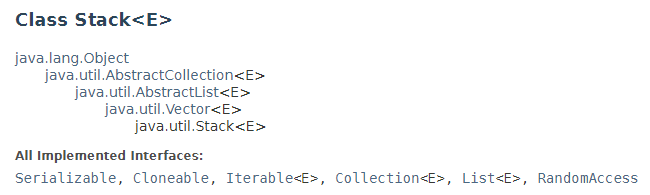 Class Stack<E>
java.lang.Object
java.util.AbstractCollection<E>
java.util.AbstractList<E>
java.util.Vector<E>
java.util.Stack<E>
All Implemented Interfaces:
Serializable, Cloneable, Iterable<E>, Collection<E>, List<E>, RandomAccess